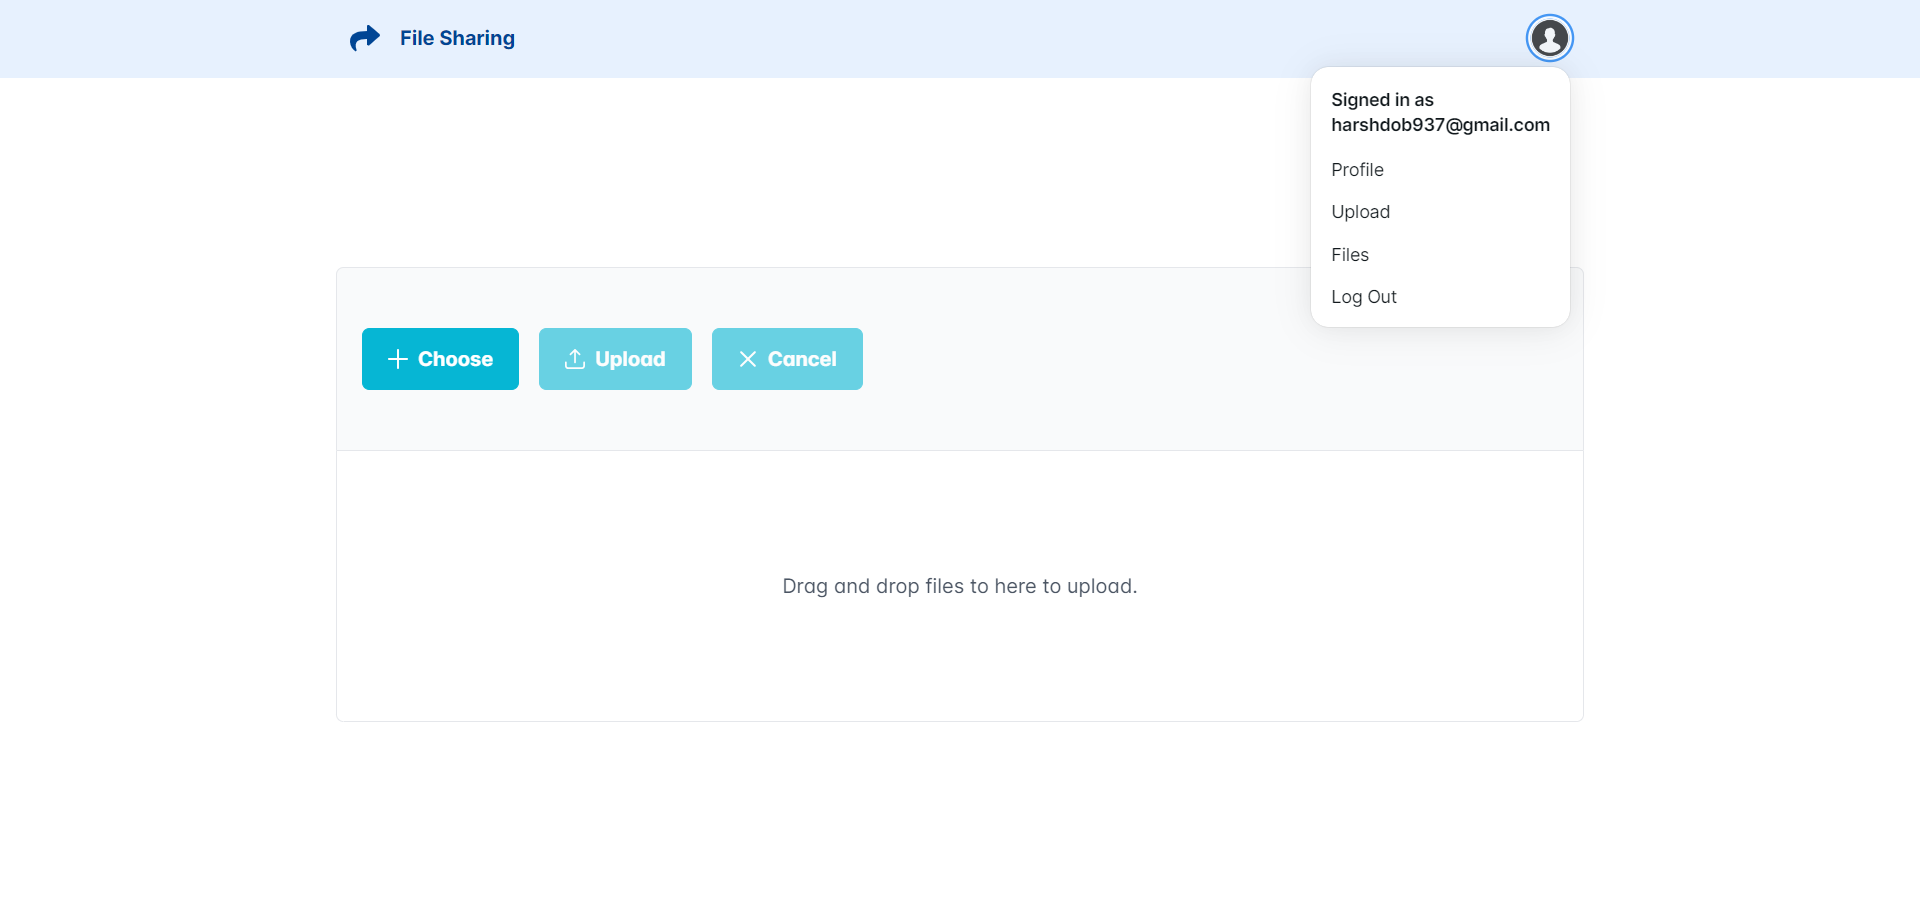 File Sharing
Signed in as
harshdob937@gmail.com
Profile
Upload
Files
Log Out
Choose
Upload
Cancel
Drag and drop files to here to upload.